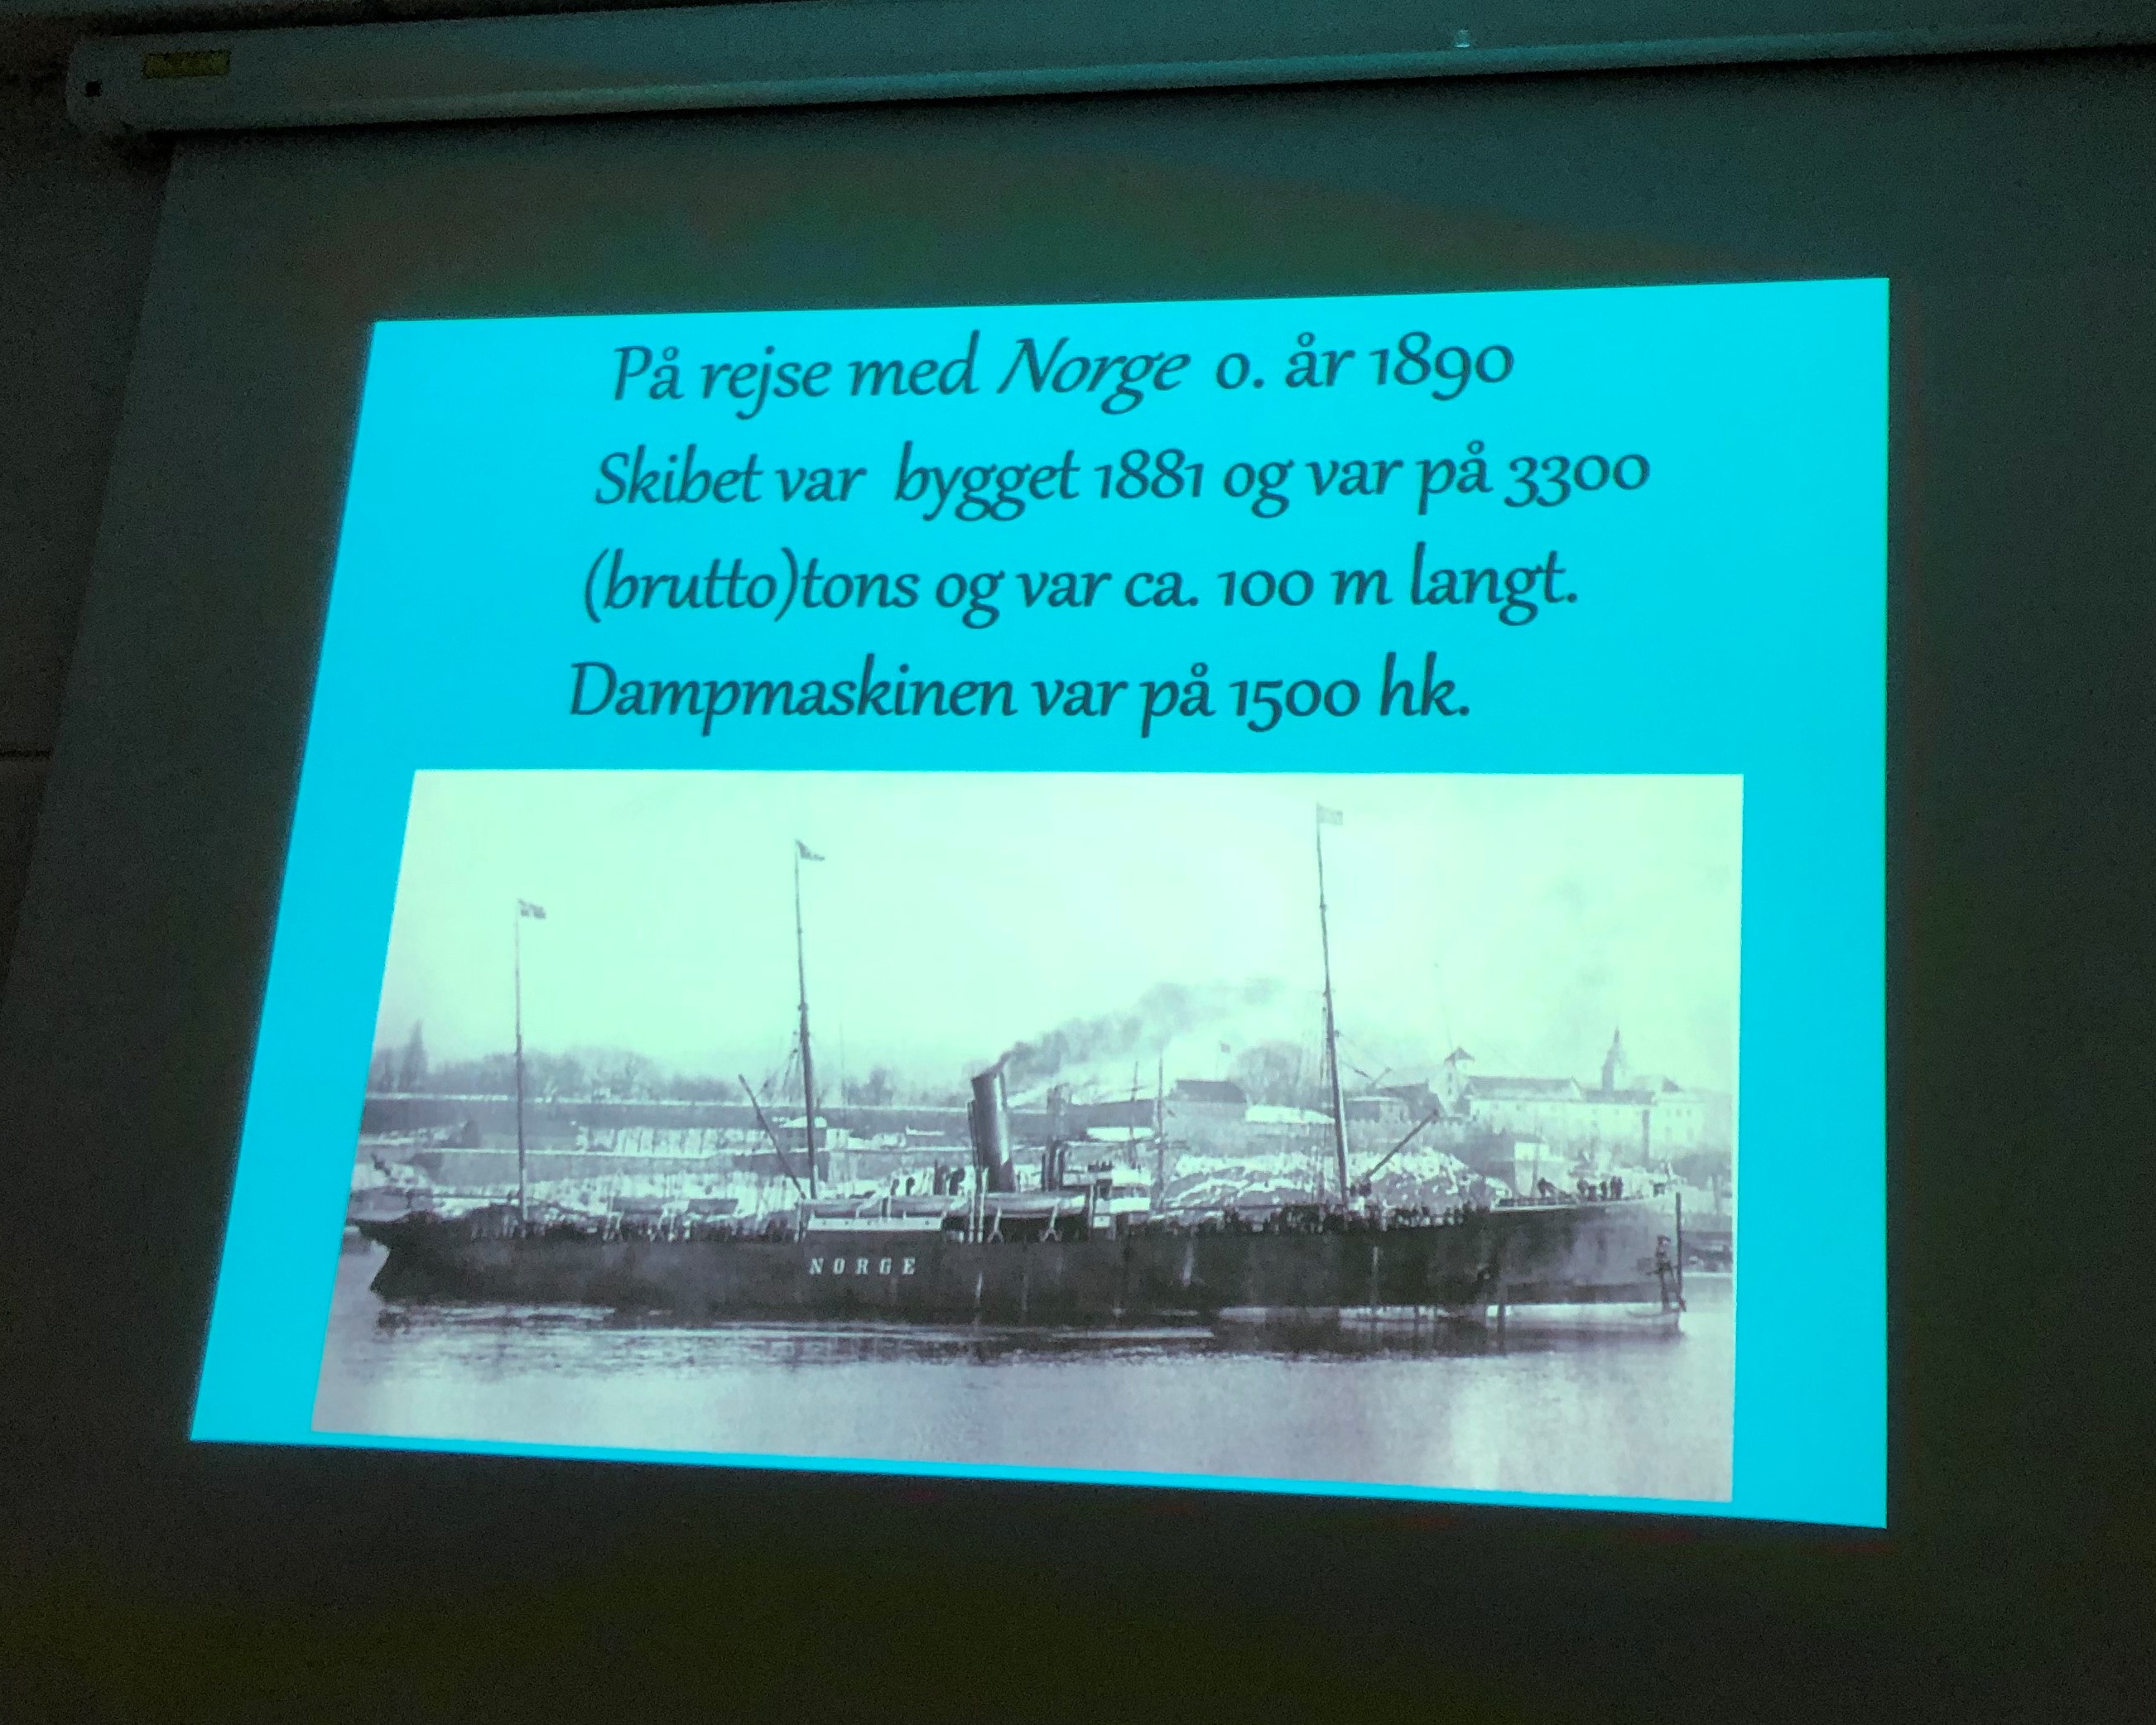 På rejse med Norge o. år 1890
Skibet var bygget 1881 og var på 3300
(brutto)tons og var ca. 100 m langt.
Dampmaskinen var på 1500 hk.
NORGE